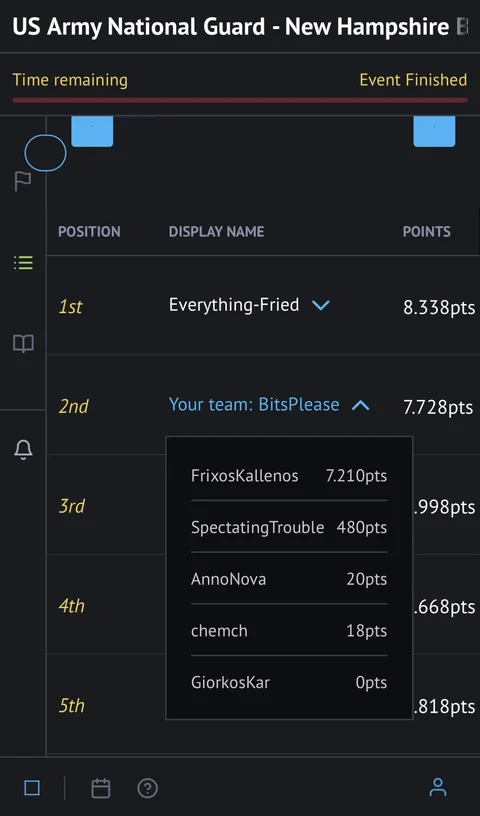 US Army National Guard - New Hampshire
Time remaining
Event Finished
POSITION DISPLAY NAME POINTS
1st Everything-Fried 8.338pts
2nd Your team: BitsPlease 7.728pts
FrixosKallenos 7.210pts
SpectatingTrouble 480pts
3rd .998pts
AnnoNova 20pts
4th .668pts
chemch 18pts
GiorkosKar 0pts
5th .818pts